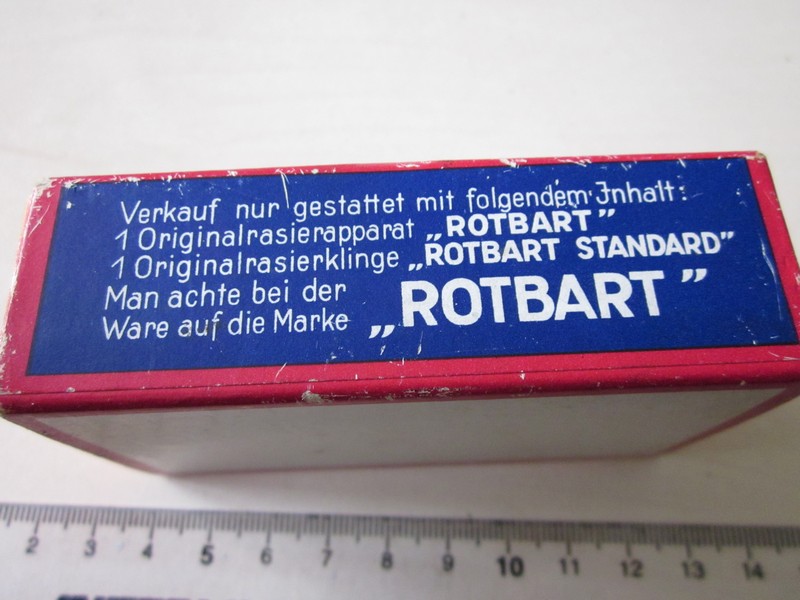 Verkauf nur gestattet mit folgendem Inhalt:
1 Originalrasierapparat „ROTBART”
1 Originalrasierklinge „ROTBART STANDARD”
Man achte bei der
Ware auf die Marke „ROTBART”
2 3 4 5 6 7 8 9 10 11 12 13 14